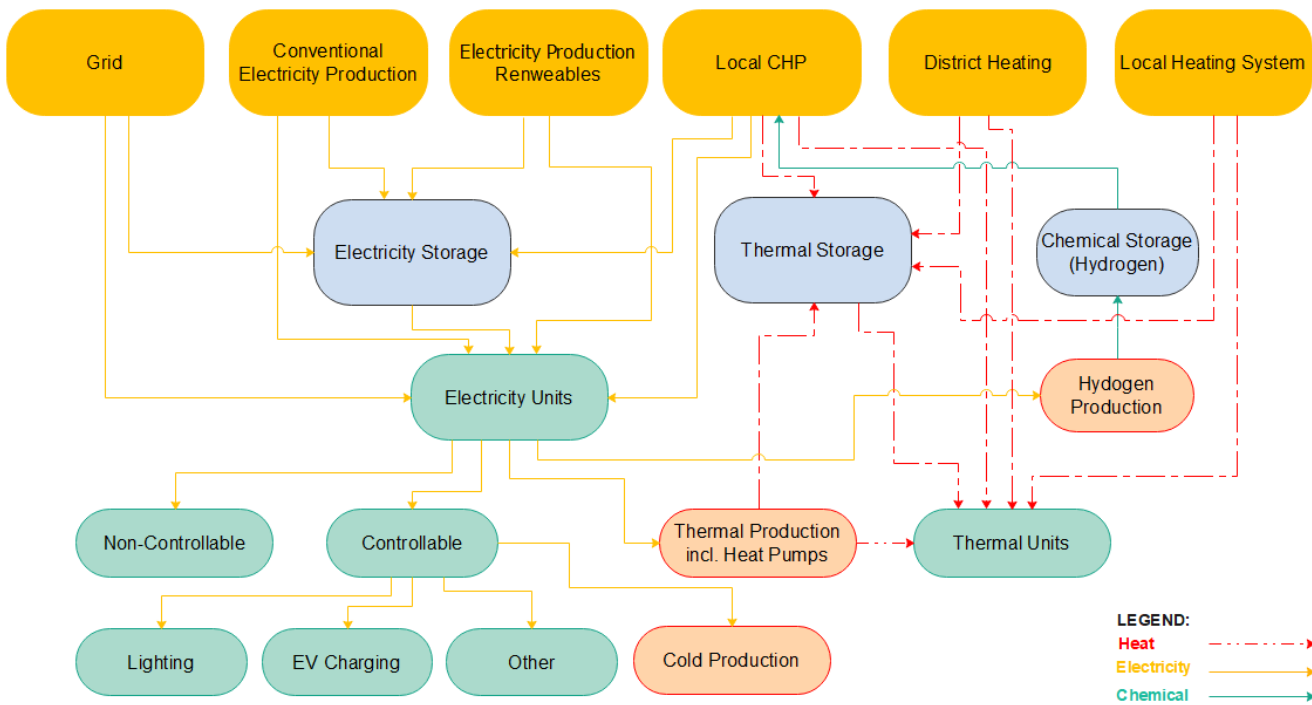 Grid
Conventional
Electricity Production
Electricity Production
Renweables
Local CHP
District Heating
Local Heating System
Electricity Storage
Thermal Storage
Chemical Storage
(Hydrogen)
Electricity Units
Hydogen
Production
Non-Controllable
Controllable
Thermal Production
incl. Heat Pumps
Thermal Units
Lighting
EV Charging
Other
Cold Production
LEGEND:
Heat
Electricity
Chemical